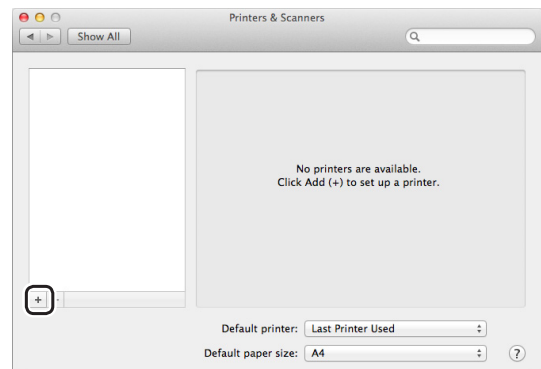 Printers & Scanners
Show All
No printers are available.
Click Add (+) to set up a printer.
+ -
Default printer: Last Printer Used
Default paper size: A4 ?